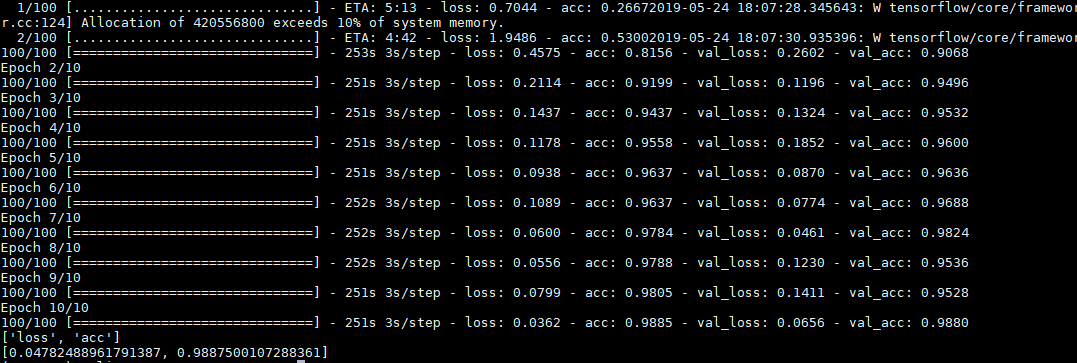 1/100 [..............................] - ETA: 5:13 - loss: 0.7044 - acc: 0.26672019-05-24 18:07:28.345643: W tensorflow/core/framewor
r.cc:124] Allocation of 420556800 exceeds 10% of system memory.
2/100 [..............................] - ETA: 4:42 - loss: 1.9486 - acc: 0.53002019-05-24 18:07:30.935396: W tensorflow/core/framewor
100/100 [==============================] - 253s 3s/step - loss: 0.4575 - acc: 0.8156 - val_loss: 0.2602 - val_acc: 0.9068
Epoch 2/10
100/100 [==============================] - 251s 3s/step - loss: 0.2114 - acc: 0.9199 - val_loss: 0.1196 - val_acc: 0.9496
Epoch 3/10
100/100 [==============================] - 251s 3s/step - loss: 0.1437 - acc: 0.9437 - val_loss: 0.1324 - val_acc: 0.9532
Epoch 4/10
100/100 [==============================] - 251s 3s/step - loss: 0.1178 - acc: 0.9558 - val_loss: 0.1852 - val_acc: 0.9600
Epoch 5/10
100/100 [==============================] - 251s 3s/step - loss: 0.0938 - acc: 0.9637 - val_loss: 0.0870 - val_acc: 0.9636
Epoch 6/10
100/100 [==============================] - 252s 3s/step - loss: 0.1089 - acc: 0.9637 - val_loss: 0.0774 - val_acc: 0.9688
Epoch 7/10
100/100 [==============================] - 252s 3s/step - loss: 0.0600 - acc: 0.9784 - val_loss: 0.0461 - val_acc: 0.9824
Epoch 8/10
100/100 [==============================] - 252s 3s/step - loss: 0.0556 - acc: 0.9788 - val_loss: 0.1230 - val_acc: 0.9536
Epoch 9/10
100/100 [==============================] - 251s 3s/step - loss: 0.0799 - acc: 0.9805 - val_loss: 0.1411 - val_acc: 0.9528
Epoch 10/10
100/100 [==============================] - 251s 3s/step - loss: 0.0362 - acc: 0.9885 - val_loss: 0.0656 - val_acc: 0.9880
['loss', 'acc']
[0.04782488961791387, 0.9887500107288361]